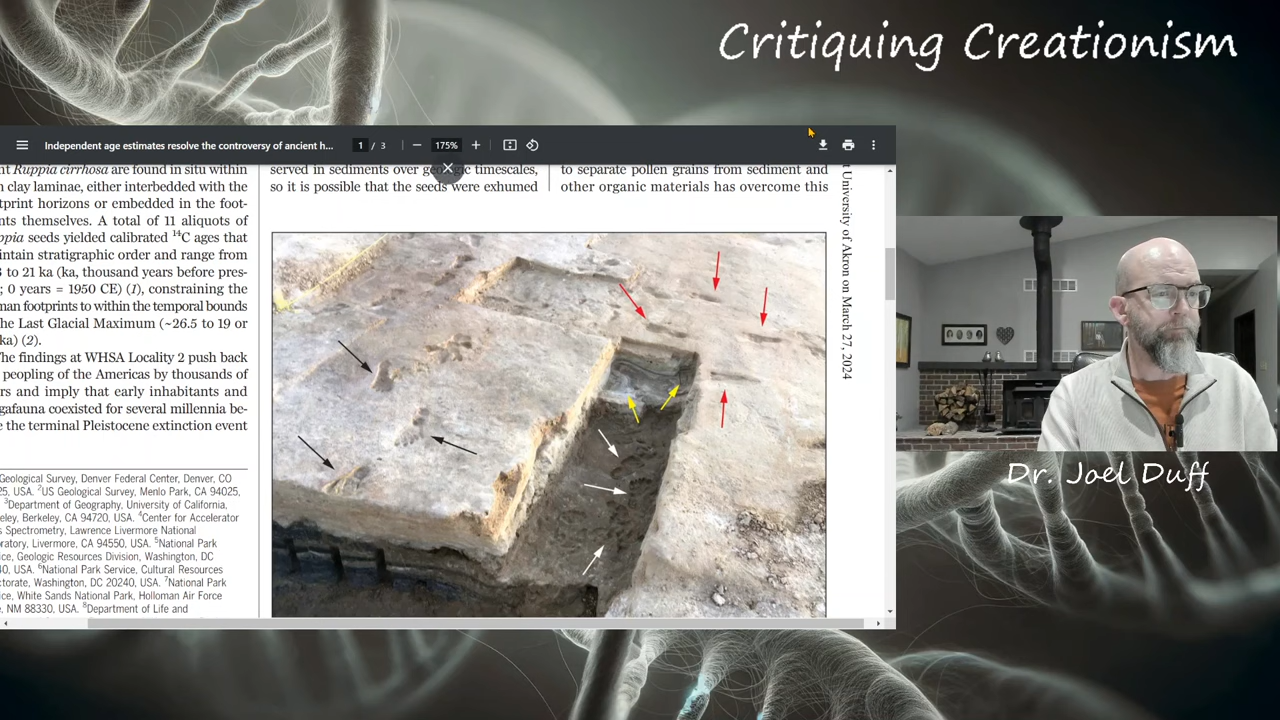 Critiquing Creationism
Independent age estimates resolve the controversy of ancient h...
1 / 3
175%
nt Ruppia cirrhosa are found in situ within
n clay laminae, either interbedded with the
tprint horizons or embedded in the foot-
nts themselves. A total of 11 aliquots of
ppia seeds yielded calibrated ¹⁴C ages that
intain stratigraphic order and range from
3 to 21 ka (ka, thousand years before pres-
; 0 years = 1950 CE) (1), constraining the
man footprints to within the temporal bounds
he Last Glacial Maximum (~26.5 to 19 or
ka) (2).
he findings at WHSA Locality 2 push back
peopling of the Americas by thousands of
rs and imply that early inhabitants and
gafauna coexisted for several millennia be-
e the terminal Pleistocene extinction event
Geological Survey, Denver Federal Center, Denver, CO
25, USA. ²US Geological Survey, Menlo Park, CA 94025,
³Department of Geography, University of California,
eley, Berkeley, CA 94720, USA. ⁴Center for Accelerator
s Spectrometry, Lawrence Livermore National
ratory, Livermore, CA 94550, USA. ⁵National Park
ice, Geologic Resources Division, Washington, DC
40, USA. ⁶National Park Service, Cultural Resources
ctorate, Washington, DC 20240, USA. ⁷National Park
ice, White Sands National Park, Holloman Air Force
e, NM 88330, USA. ⁸Department of Life and
served in sediments over geologic timescales,
so it is possible that the seeds were exhumed
to separate pollen grains from sediment and
other organic materials has overcome this
t University of Akron on March 27, 2024
Dr. Joel Duff